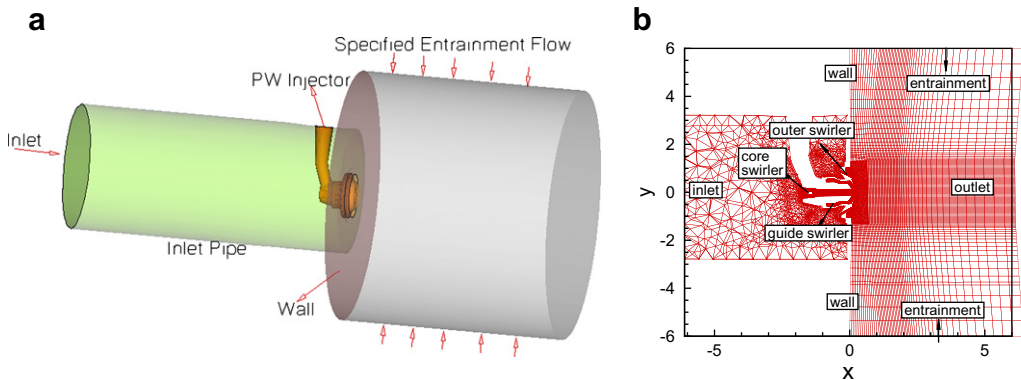 a
Specified Entrainment Flow
PW Injector
Inlet
Inlet Pipe
Wall
b
6
4
2
0
-2
-4
-6
y
-5
0
5
x
wall
entrainment
outer swirler
core
swirler
inlet
outlet
guide swirler
wall
entrainment